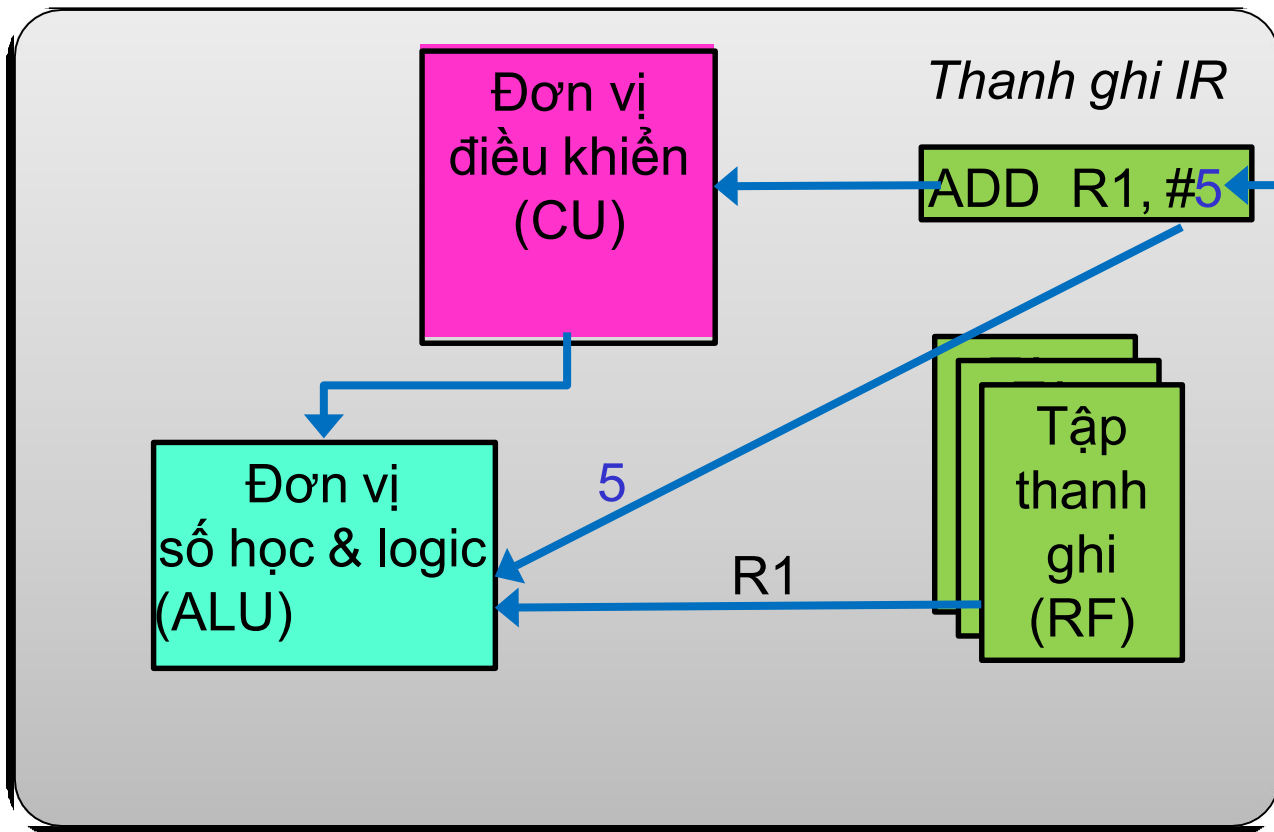 Đơn vị
điều khiển
(CU)
Thanh ghi IR
ADD R1, #5
Đơn vị
số học & logic
(ALU)
5
R1
Tập
thanh
ghi
(RF)